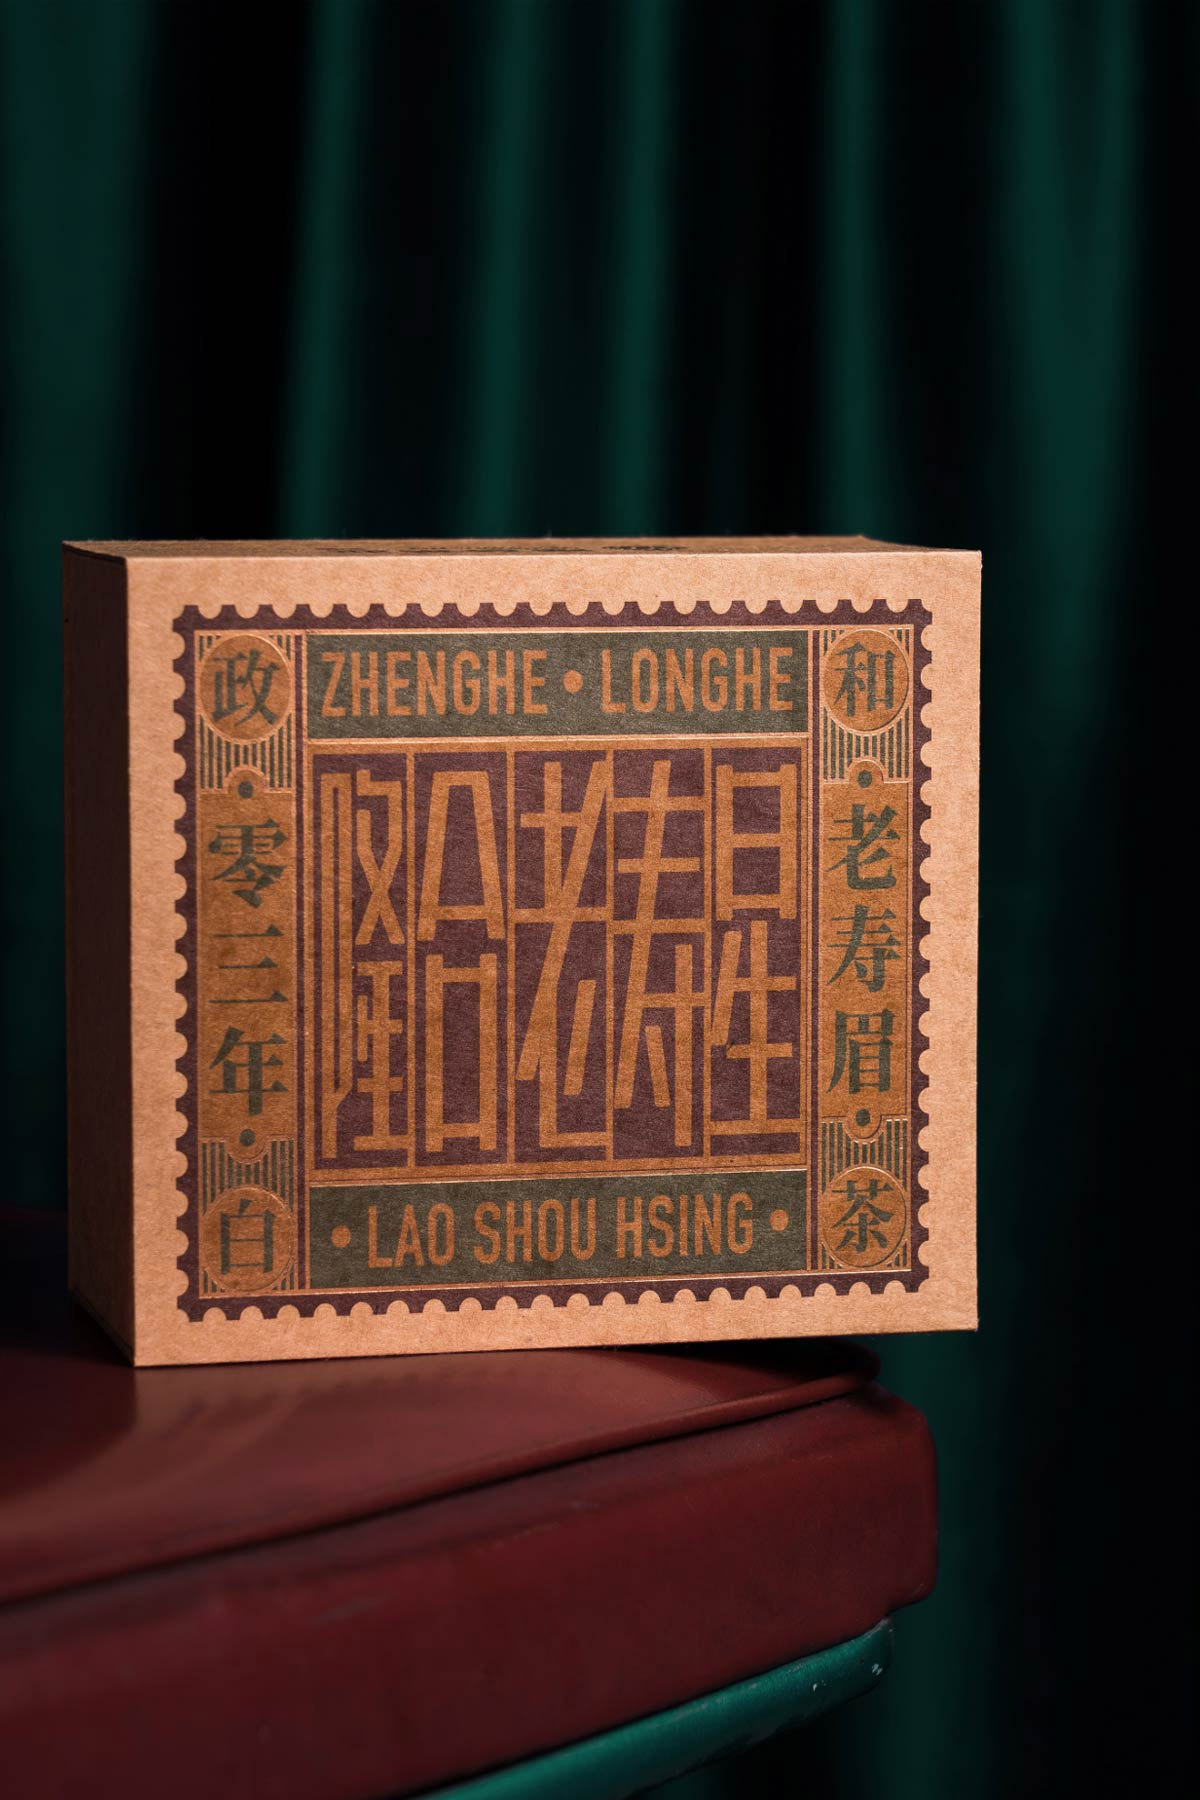 政
ZHENGHE • LONGHE
和
隆合老寿星
零三年
老寿眉
白
• LAO SHOU HSING •
茶